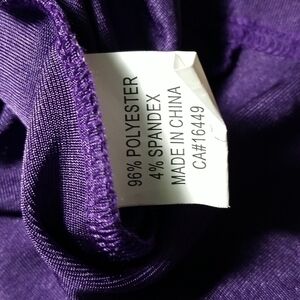 96% POLYESTER
4% SPANDEX
MADE IN CHINA
CA#16449